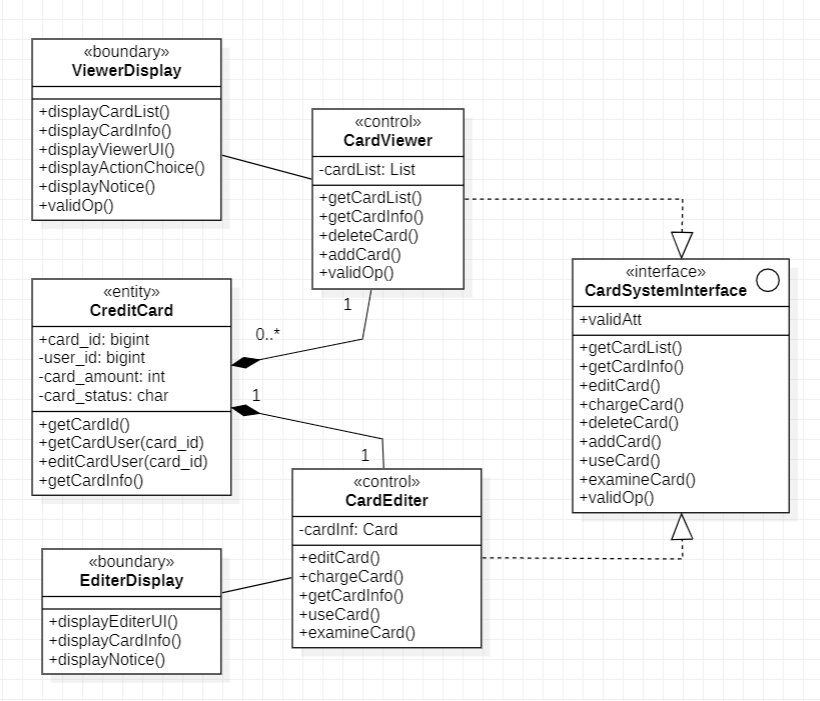 «boundary»
ViewerDisplay
+displayCardList()
+displayCardInfo()
+displayViewerUI()
+displayActionChoice()
+displayNotice()
+validOp()
«control»
CardViewer
-cardList: List
+getCardList()
+getCardInfo()
+deleteCard()
+addCard()
+validOp()
«interface»
CardSystemInterface
+validAtt
+getCardList()
+getCardInfo()
+editCard()
+chargeCard()
+deleteCard()
+addCard()
+useCard()
+examineCard()
+validOp()
«entity»
CreditCard
+card_id: bigint
-user_id: bigint
-card_amount: int
-card_status: char
+getCardId()
+getCardUser(card_id)
+editCardUser(card_id)
+getCardInfo()
1
0..*
1
1
«control»
CardEditer
-cardInf: Card
+editCard()
+chargeCard()
+getCardInfo()
+useCard()
+examineCard()
«boundary»
EditerDisplay
+displayEditerUI()
+displayCardInfo()
+displayNotice()